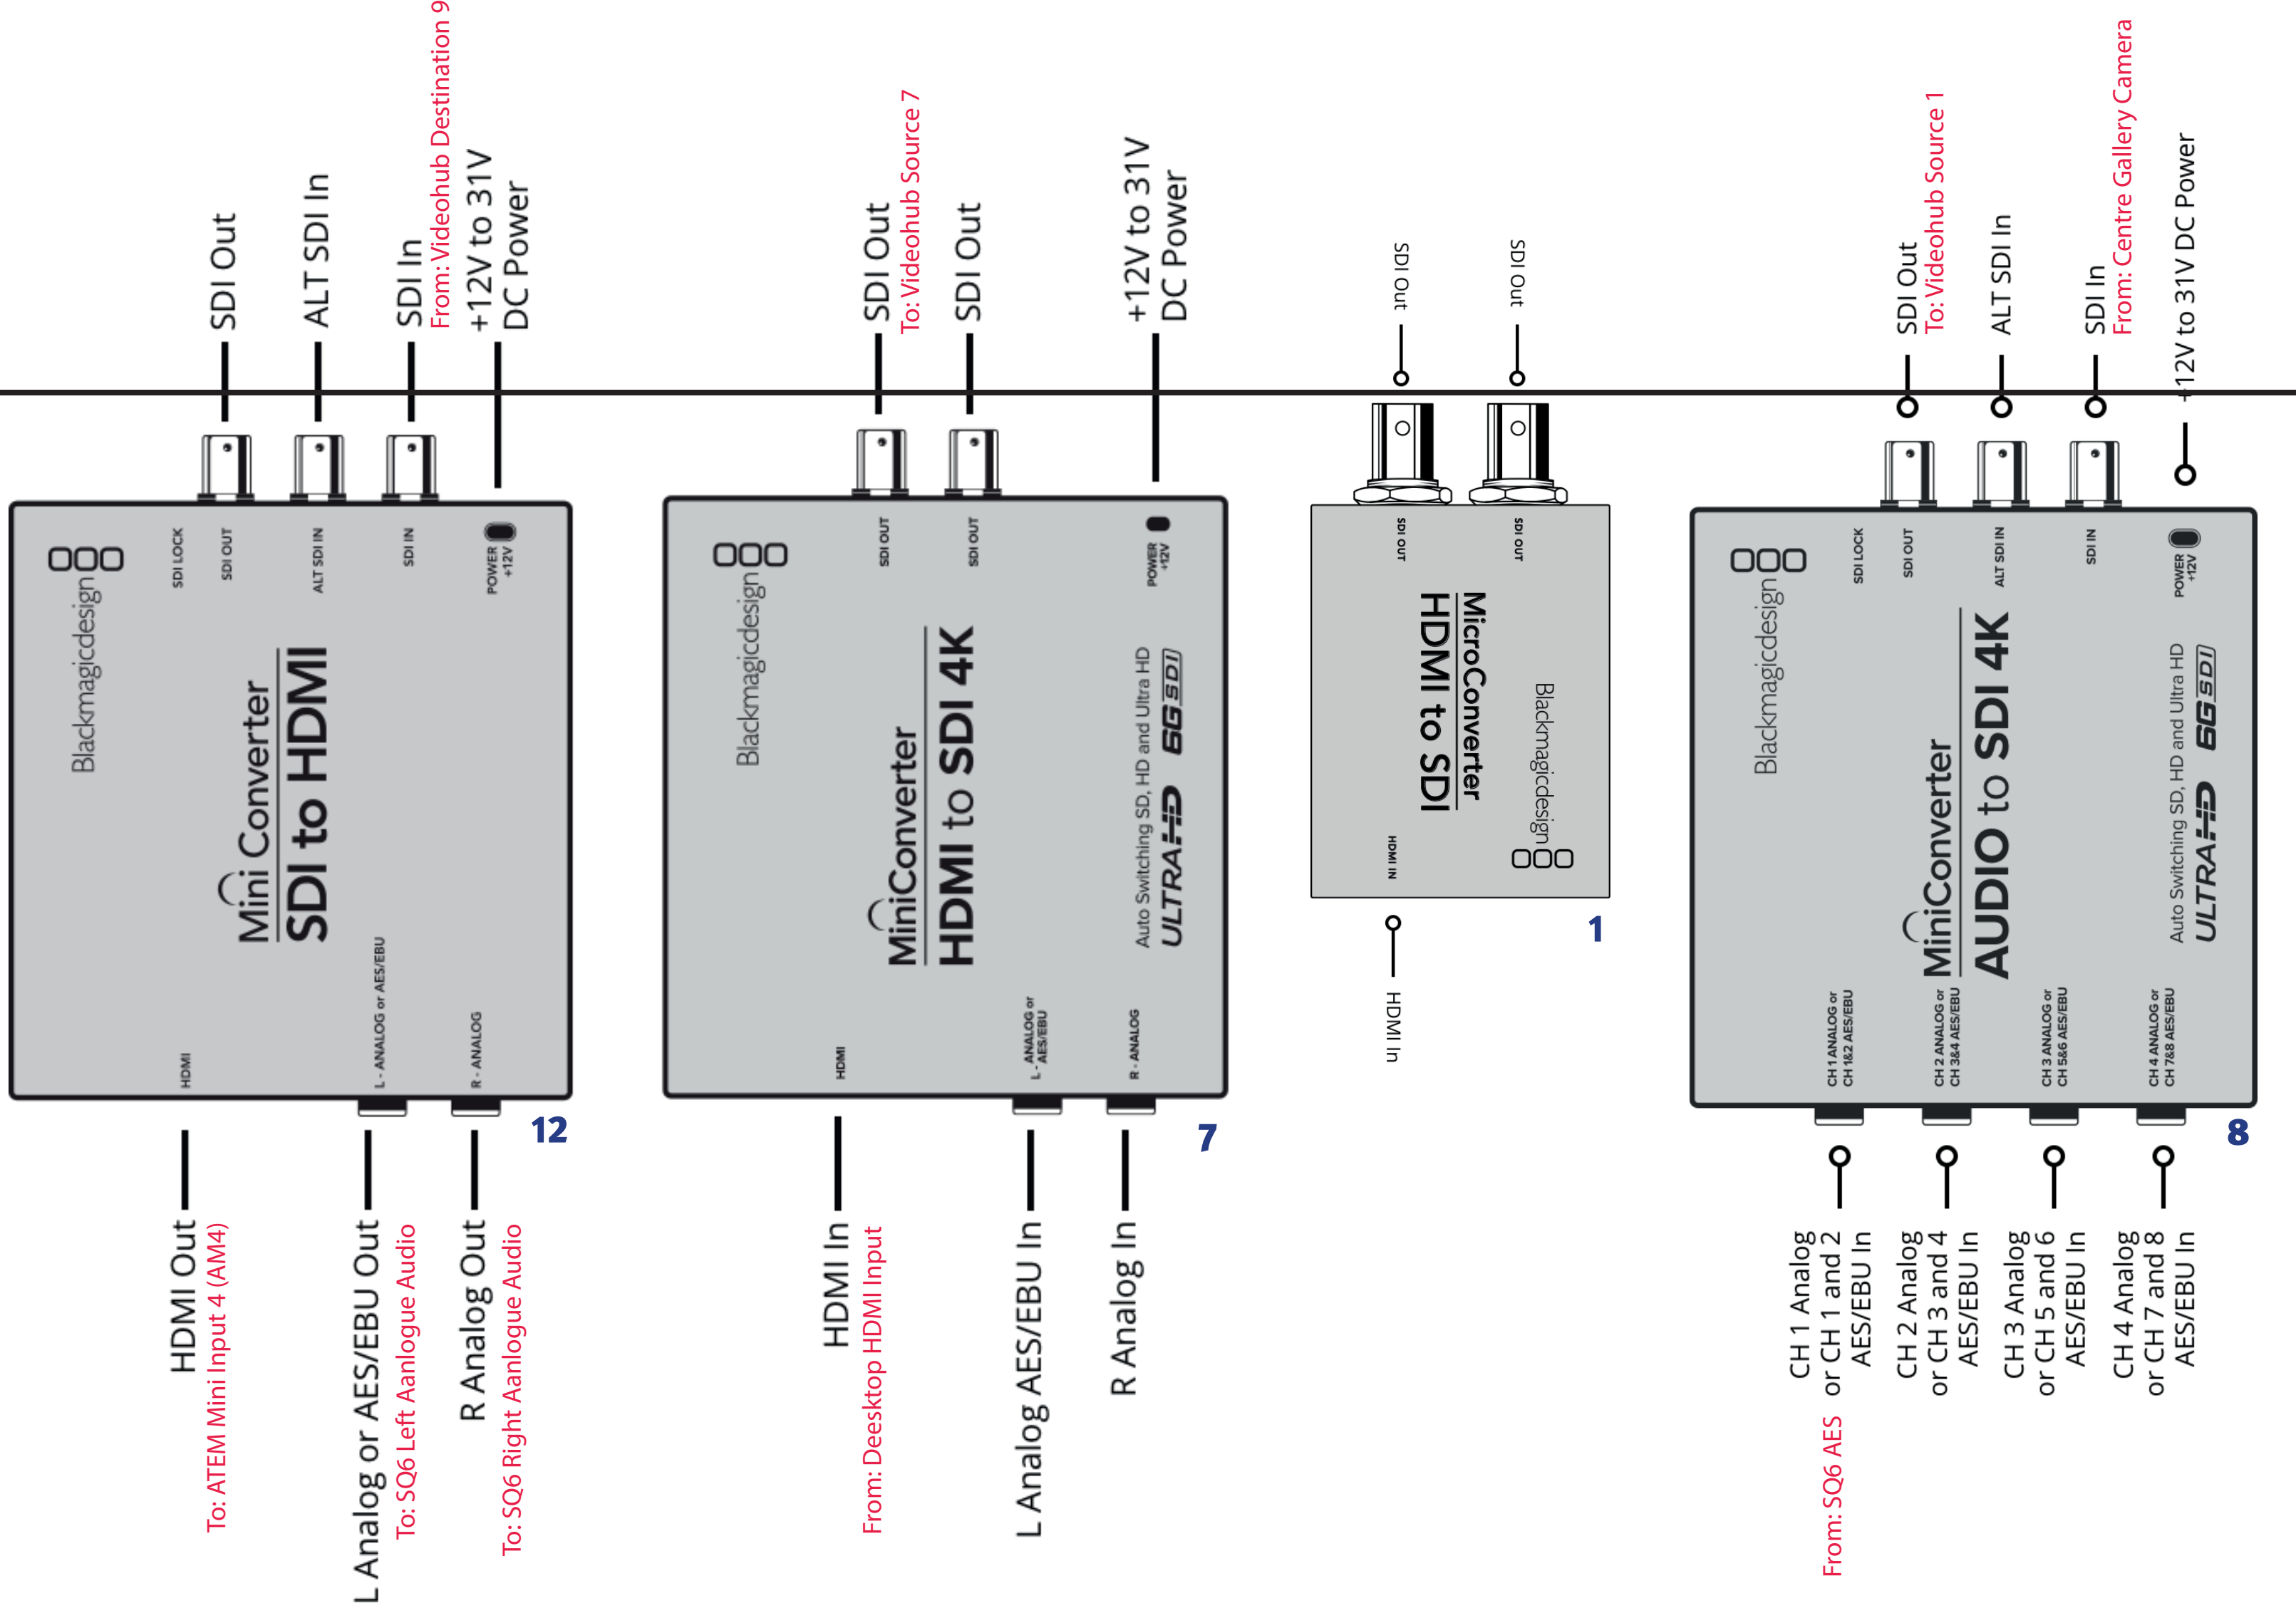 SDI Out
ALT SDI In
SDI In
From: Videohub Destination 9
+12V to 31V
DC Power
Blackmagicdesign
SDI LOCK
SDI OUT
ALT SDI IN
SDI IN
POWER
+12V
Mini Converter
SDI to HDMI
HDMI
L - ANALOG or AES/EBU
R - ANALOG
12
HDMI Out
To: ATEM Mini Input 4 (AM4)
L Analog or AES/EBU Out
To: SQ6 Left Aanlogue Audio
R Analog Out
To: SQ6 Right Aanlogue Audio
SDI Out
To: Videohub Source 7
SDI Out
+12V to 31V
DC Power
Blackmagicdesign
SDI OUT
SDI OUT
POWER
+12V
MiniConverter
HDMI to SDI 4K
Auto Switching SD, HD and Ultra HD
ULTRAHD 6G SDI
HDMI
L - ANALOG or
AES/EBU
R - ANALOG
7
HDMI In
From: Deesktop HDMI Input
L Analog AES/EBU In
R Analog In
SDI Out
SDI Out
SDI OUT
SDI OUT
MicroConverter
HDMI to SDI
Blackmagicdesign
HDMI IN
1
HDMI In
SDI Out
To: Videohub Source 1
ALT SDI In
SDI In
From: Centre Gallery Camera
+12V to 31V DC Power
Blackmagicdesign
SDI LOCK
SDI OUT
ALT SDI IN
SDI IN
POWER
+12V
MiniConverter
AUDIO to SDI 4K
Auto Switching SD, HD and Ultra HD
ULTRAHD 6G SDI
CH 1 ANALOG or
CH 1&2 AES/EBU
CH 2 ANALOG or
CH 3&4 AES/EBU
CH 3 ANALOG or
CH 5&6 AES/EBU
CH 4 ANALOG or
CH 7&8 AES/EBU
8
CH 1 Analog
or CH 1 and 2
AES/EBU In
From: SQ6 AES
CH 2 Analog
or CH 3 and 4
AES/EBU In
CH 3 Analog
or CH 5 and 6
AES/EBU In
CH 4 Analog
or CH 7 and 8
AES/EBU In